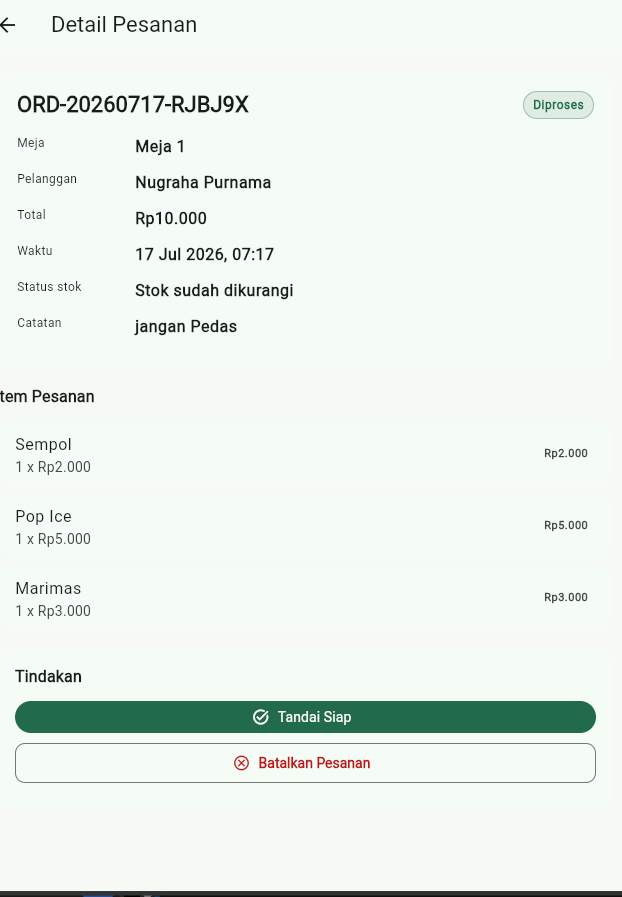 Detail Pesanan
ORD-20260717-RJBJ9X
Diproses
Meja
Meja 1
Pelanggan
Nugraha Purnama
Total
Rp10.000
Waktu
17 Jul 2026, 07:17
Status stok
Stok sudah dikurangi
Catatan
jangan Pedas
tem Pesanan
Sempol
1 x Rp2.000
Rp2.000
Pop Ice
1 x Rp5.000
Rp5.000
Marimas
1 x Rp3.000
Rp3.000
Tindakan
Tandai Siap
Batalkan Pesanan